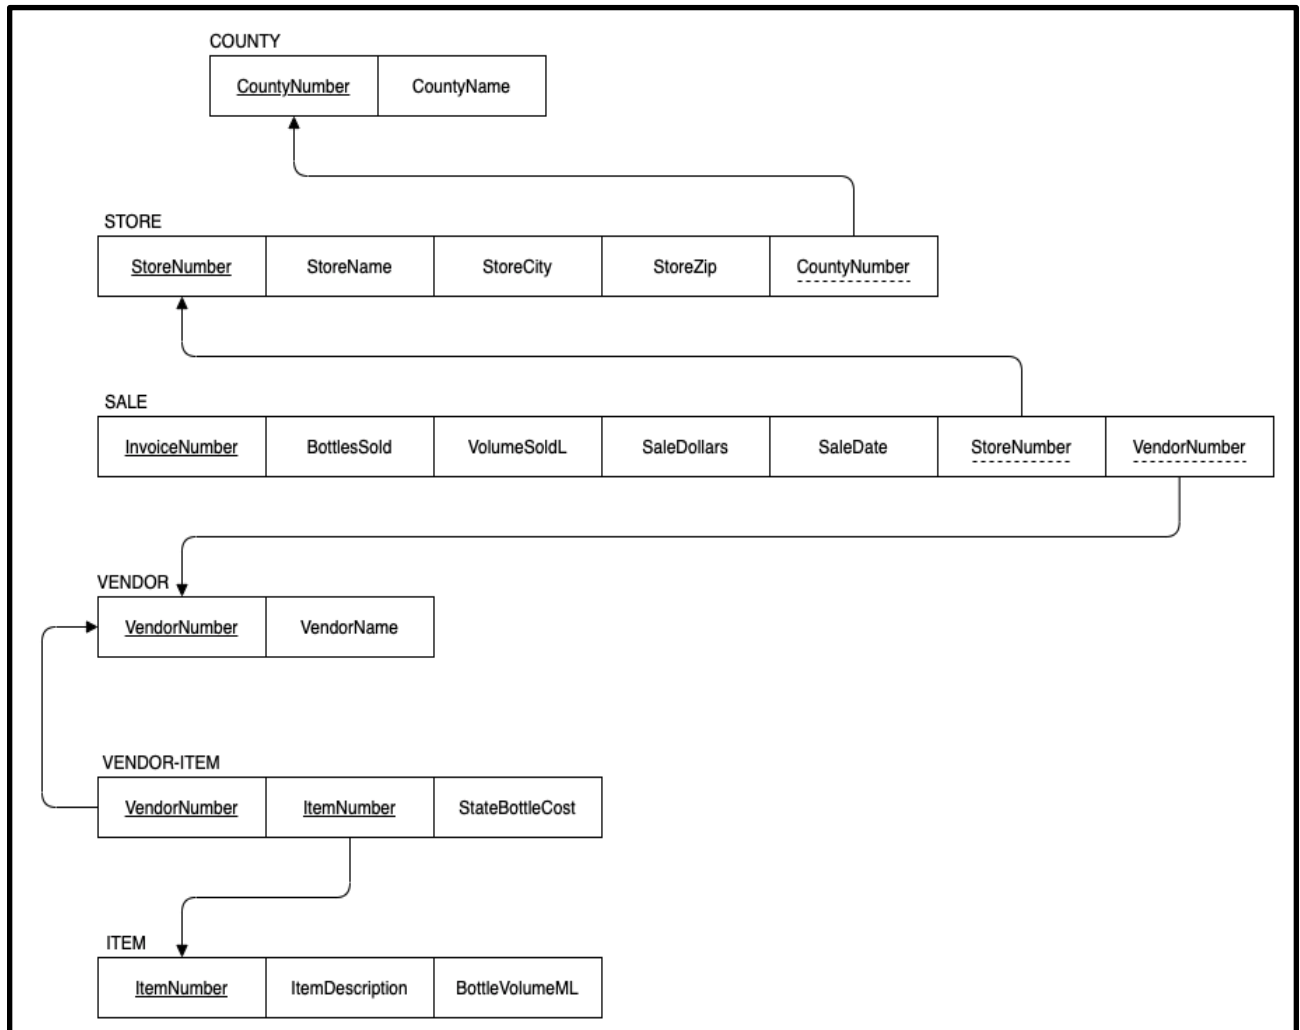 COUNTY
CountyNumber CountyName
STORE
StoreNumber StoreName StoreCity StoreZip CountyNumber
SALE
InvoiceNumber BottlesSold VolumeSoldL SaleDollars SaleDate StoreNumber VendorNumber
VENDOR
VendorNumber VendorName
VENDOR-ITEM
VendorNumber ItemNumber StateBottleCost
ITEM
ItemNumber ItemDescription BottleVolumeML